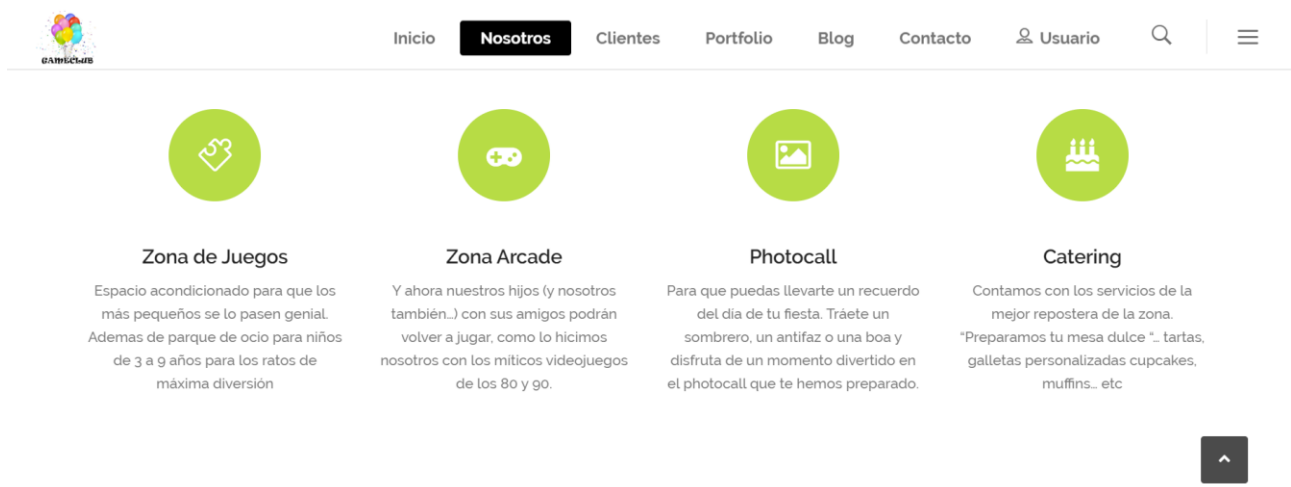 GAMECLUB
Inicio
Nosotros
Clientes
Portfolio
Blog
Contacto
Usuario
Zona de Juegos
Espacio acondicionado para que los
más pequeños se lo pasen genial.
Ademas de parque de ocio para niños
de 3 a 9 años para los ratos de
máxima diversión
Zona Arcade
Y ahora nuestros hijos (y nosotros
también...) con sus amigos podrán
volver a jugar, como lo hicimos
nosotros con los míticos videojuegos
de los 80 y 90.
Photocall
Para que puedas llevarte un recuerdo
del día de tu fiesta. Tráete un
sombrero, un antifaz o una boa y
disfruta de un momento divertido en
el photocall que te hemos preparado.
Catering
Contamos con los servicios de la
mejor repostera de la zona.
“Preparamos tu mesa dulce “... tartas,
galletas personalizadas cupcakes,
muffins... etc